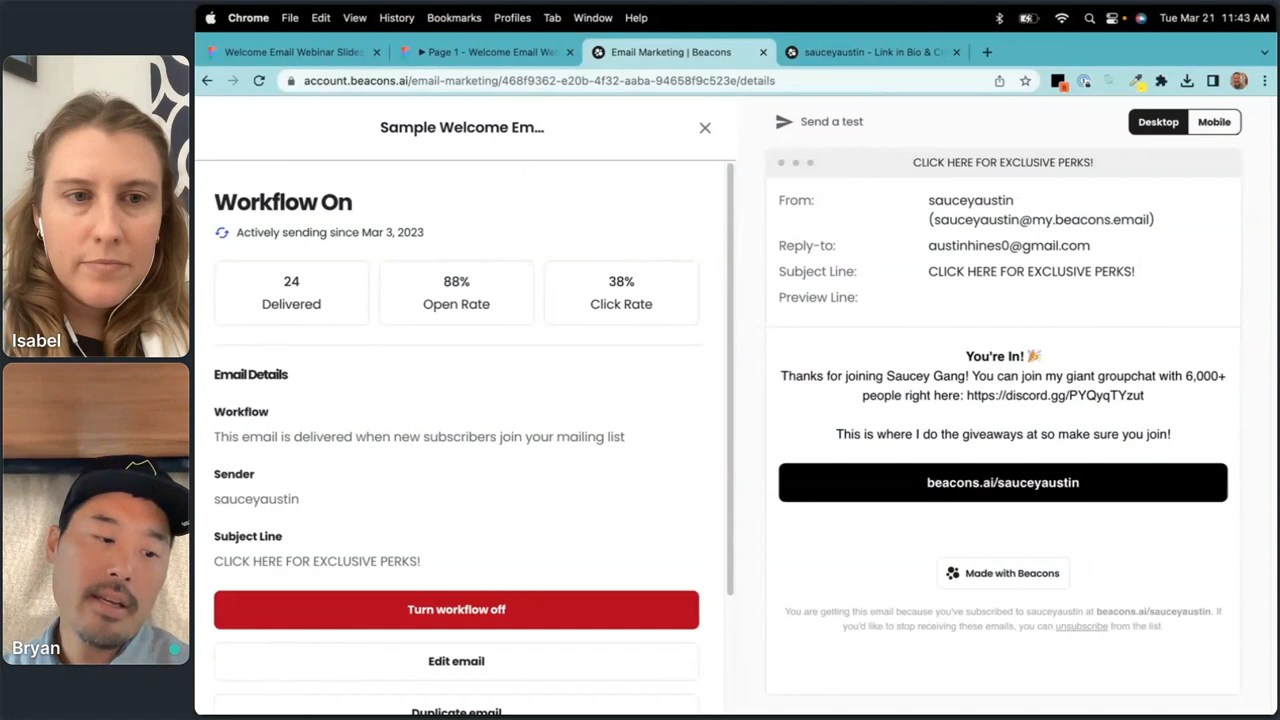 Chrome File Edit View History Bookmarks Profiles Tab Window Help
Tue Mar 21 11:43 AM
Welcome Email Webinar Slides
Page 1 - Welcome Email We
Email Marketing | Beacons
sauceyaustin - Link in Bio & C
account.beacons.ai/email-marketing/468f9362-e20b-4f32-aaba-94658f9c523e/details
Isabel
Bryan
Sample Welcome Em...
Workflow On
Actively sending since Mar 3, 2023
24
Delivered
88%
Open Rate
38%
Click Rate
Email Details
Workflow
This email is delivered when new subscribers join your mailing list
Sender
sauceyaustin
Subject Line
CLICK HERE FOR EXCLUSIVE PERKS!
Turn workflow off
Edit email
Duplicate email
Send a test
Desktop
Mobile
CLICK HERE FOR EXCLUSIVE PERKS!
From: sauceyaustin
(sauceyaustin@my.beacons.email)
Reply-to: austinhines0@gmail.com
Subject Line: CLICK HERE FOR EXCLUSIVE PERKS!
Preview Line:
You're In! 🎉
Thanks for joining Saucey Gang! You can join my giant groupchat with 6,000+
people right here: https://discord.gg/PYQyqTYzut
This is where I do the giveaways at so make sure you join!
beacons.ai/sauceyaustin
Made with Beacons
You are getting this email because you've subscribed to sauceyaustin at beacons.ai/sauceyaustin. If
you'd like to stop receiving these emails, you can unsubscribe from the list.